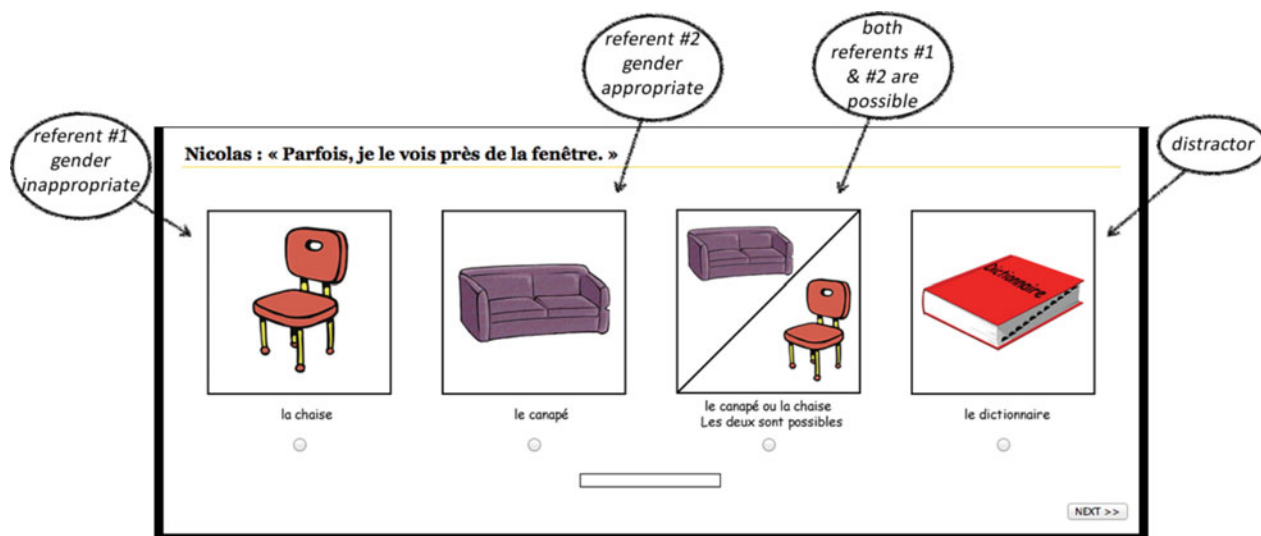 referent #1
gender
inappropriate
referent #2
gender
appropriate
both
referents #1
& #2 are
possible
distractor
Nicolas : « Parfois, je le vois près de la fenêtre. »
Dictionnaire
la chaise
le canapé
le canapé ou la chaise
Les deux sont possibles
le dictionnaire
NEXT >>